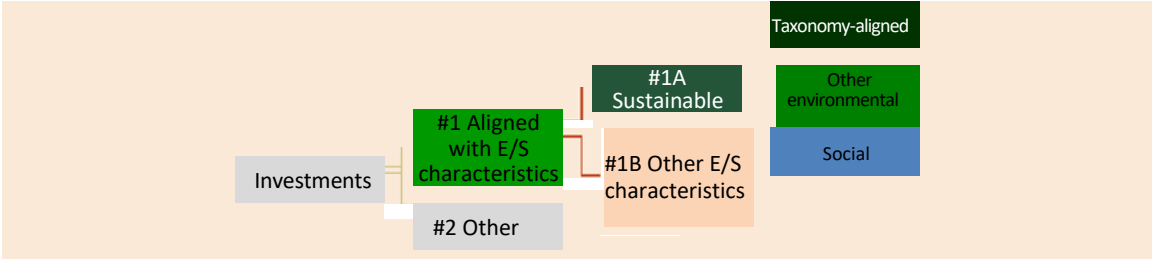 Taxonomy-aligned
#1A
Sustainable
Other
environmental
#1 Aligned
with E/S
characteristics
Social
#1B Other E/S
characteristics
Investments
#2 Other